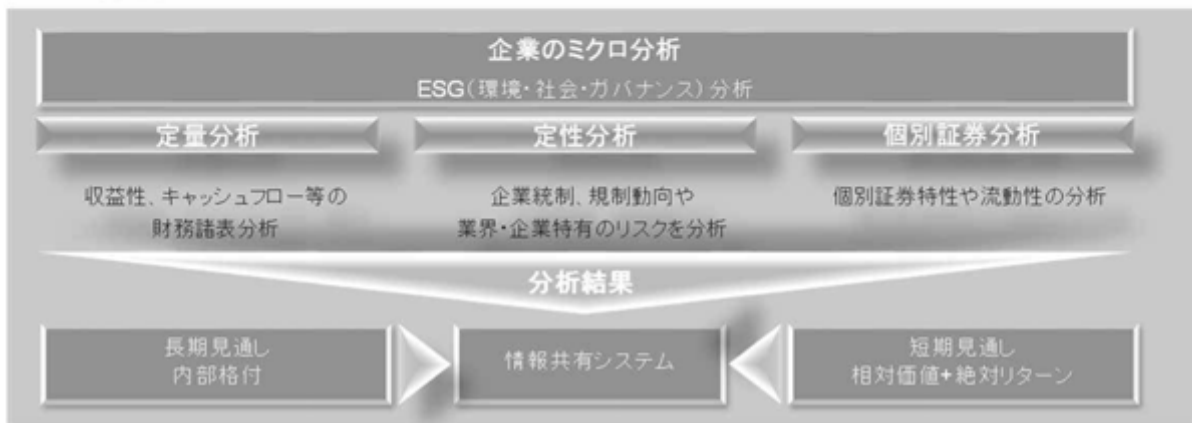 企業のミクロ分析
ESG(環境・社会・ガバナンス)分析
定量分析
収益性、キャッシュフロー等の
財務諸表分析
定性分析
企業統制、規制動向や
業界・企業特有のリスクを分析
個別証券分析
個別証券特性や流動性の分析
分析結果
長期見通し
内部格付
情報共有システム
短期見通し
相対価値+絶対リターン